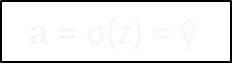 a = σ(z) = ŷ